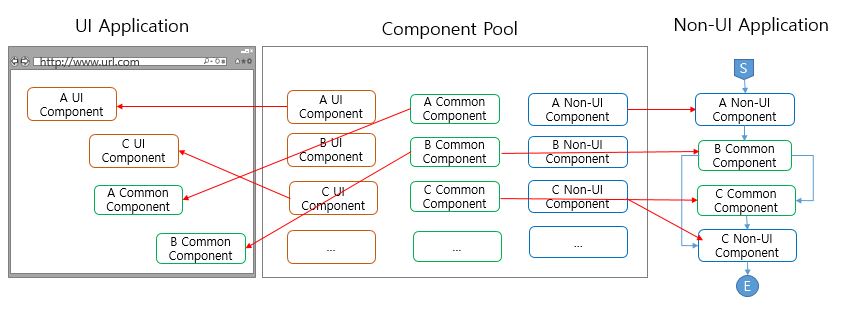 UI Application
Component Pool
Non-UI Application
http://www.url.com
A UI
Component
C UI
Component
A Common
Component
B Common
Component
A UI
Component
B UI
Component
C UI
Component
...
A Common
Component
B Common
Component
C Common
Component
...
A Non-UI
Component
B Non-UI
Component
C Non-UI
Component
...
S
A Non-UI
Component
B Common
Component
C Common
Component
C Non-UI
Component
E